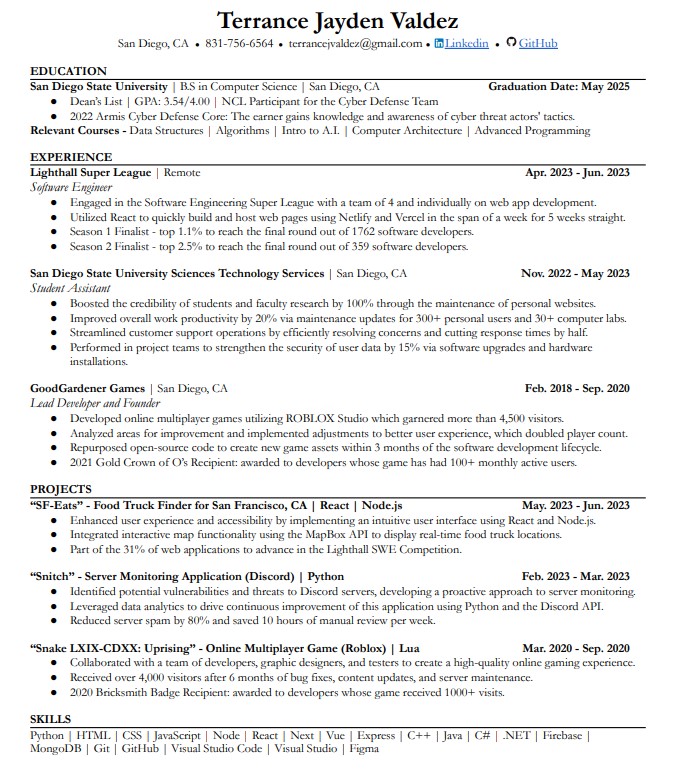 Terrance Jayden Valdez
San Diego, CA • 831-756-6564 • terrancejvaldez@gmail.com • Linkedin • GitHub
EDUCATION
San Diego State University | B.S in Computer Science | San Diego, CA Graduation Date: May 2025
● Dean's List | GPA: 3.54/4.00 | NCL Participant for the Cyber Defense Team
● 2022 Armis Cyber Defense Core: The earner gains knowledge and awareness of cyber threat actors' tactics.
Relevant Courses - Data Structures | Algorithms | Intro to A.I. | Computer Architecture | Advanced Programming
EXPERIENCE
Lighthall Super League | Remote Apr. 2023 - Jun. 2023
Software Engineer
● Engaged in the Software Engineering Super League with a team of 4 and individually on web app development.
● Utilized React to quickly build and host web pages using Netlify and Vercel in the span of a week for 5 weeks straight.
● Season 1 Finalist - top 1.1% to reach the final round out of 1762 software developers.
● Season 2 Finalist - top 2.5% to reach the final round out of 359 software developers.
San Diego State University Sciences Technology Services | San Diego, CA Nov. 2022 - May 2023
Student Assistant
● Boosted the credibility of students and faculty research by 100% through the maintenance of personal websites.
● Improved overall work productivity by 20% via maintenance updates for 300+ personal users and 30+ computer labs.
● Streamlined customer support operations by efficiently resolving concerns and cutting response times by half.
● Performed in project teams to strengthen the security of user data by 15% via software upgrades and hardware
installations.
GoodGardener Games | San Diego, CA Feb. 2018 - Sep. 2020
Lead Developer and Founder
● Developed online multiplayer games utilizing ROBLOX Studio which garnered more than 4,500 visitors.
● Analyzed areas for improvement and implemented adjustments to better user experience, which doubled player count.
● Repurposed open-source code to create new game assets within 3 months of the software development lifecycle.
● 2021 Gold Crown of O's Recipient: awarded to developers whose game has had 100+ monthly active users.
PROJECTS
“SF-Eats” - Food Truck Finder for San Francisco, CA | React | Node.js May. 2023 - Jun. 2023
● Enhanced user experience and accessibility by implementing an intuitive user interface using React and Node.js.
● Integrated interactive map functionality using the MapBox API to display real-time food truck locations.
● Part of the 31% of web applications to advance in the Lighthall SWE Competition.
“Snitch” - Server Monitoring Application (Discord) | Python Feb. 2023 - Mar. 2023
● Identified potential vulnerabilities and threats to Discord servers, developing a proactive approach to server monitoring.
● Leveraged data analytics to drive continuous improvement of this application using Python and the Discord API.
● Reduced server spam by 80% and saved 10 hours of manual review per week.
“Snake LXIX-CDXX: Uprising” - Online Multiplayer Game (Roblox) | Lua Mar. 2020 - Sep. 2020
● Collaborated with a team of developers, graphic designers, and testers to create a high-quality online gaming experience.
● Received over 4,000 visitors after 6 months of bug fixes, content updates, and server maintenance.
● 2020 Bricksmith Badge Recipient: awarded to developers whose game received 1000+ visits.
SKILLS
Python | HTML | CSS | JavaScript | Node | React | Next | Vue | Express | C++ | Java | C# | .NET | Firebase |
MongoDB | Git | GitHub | Visual Studio Code | Visual Studio | Figma